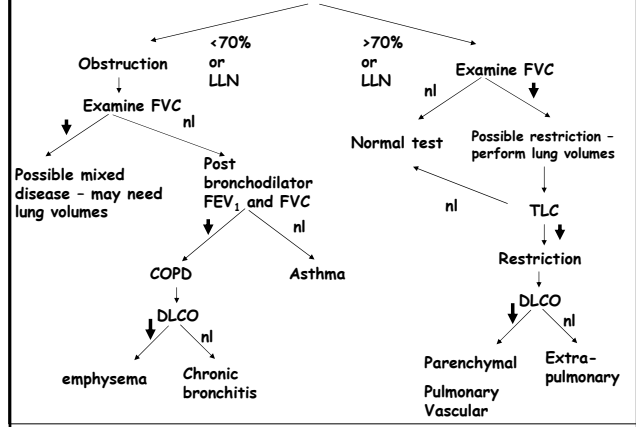 <70%
or
LLN
>70%
or
LLN
Obstruction
Examine FVC
nl
Possible mixed
disease – may need
lung volumes
Post
bronchodilator
FEV₁ and FVC
nl
COPD
Asthma
DLCO
nl
emphysema
Chronic
bronchitis
Examine FVC
nl
Normal test
Possible restriction –
perform lung volumes
nl
TLC
Restriction
DLCO
nl
Parenchymal
Pulmonary
Vascular
Extra-
pulmonary